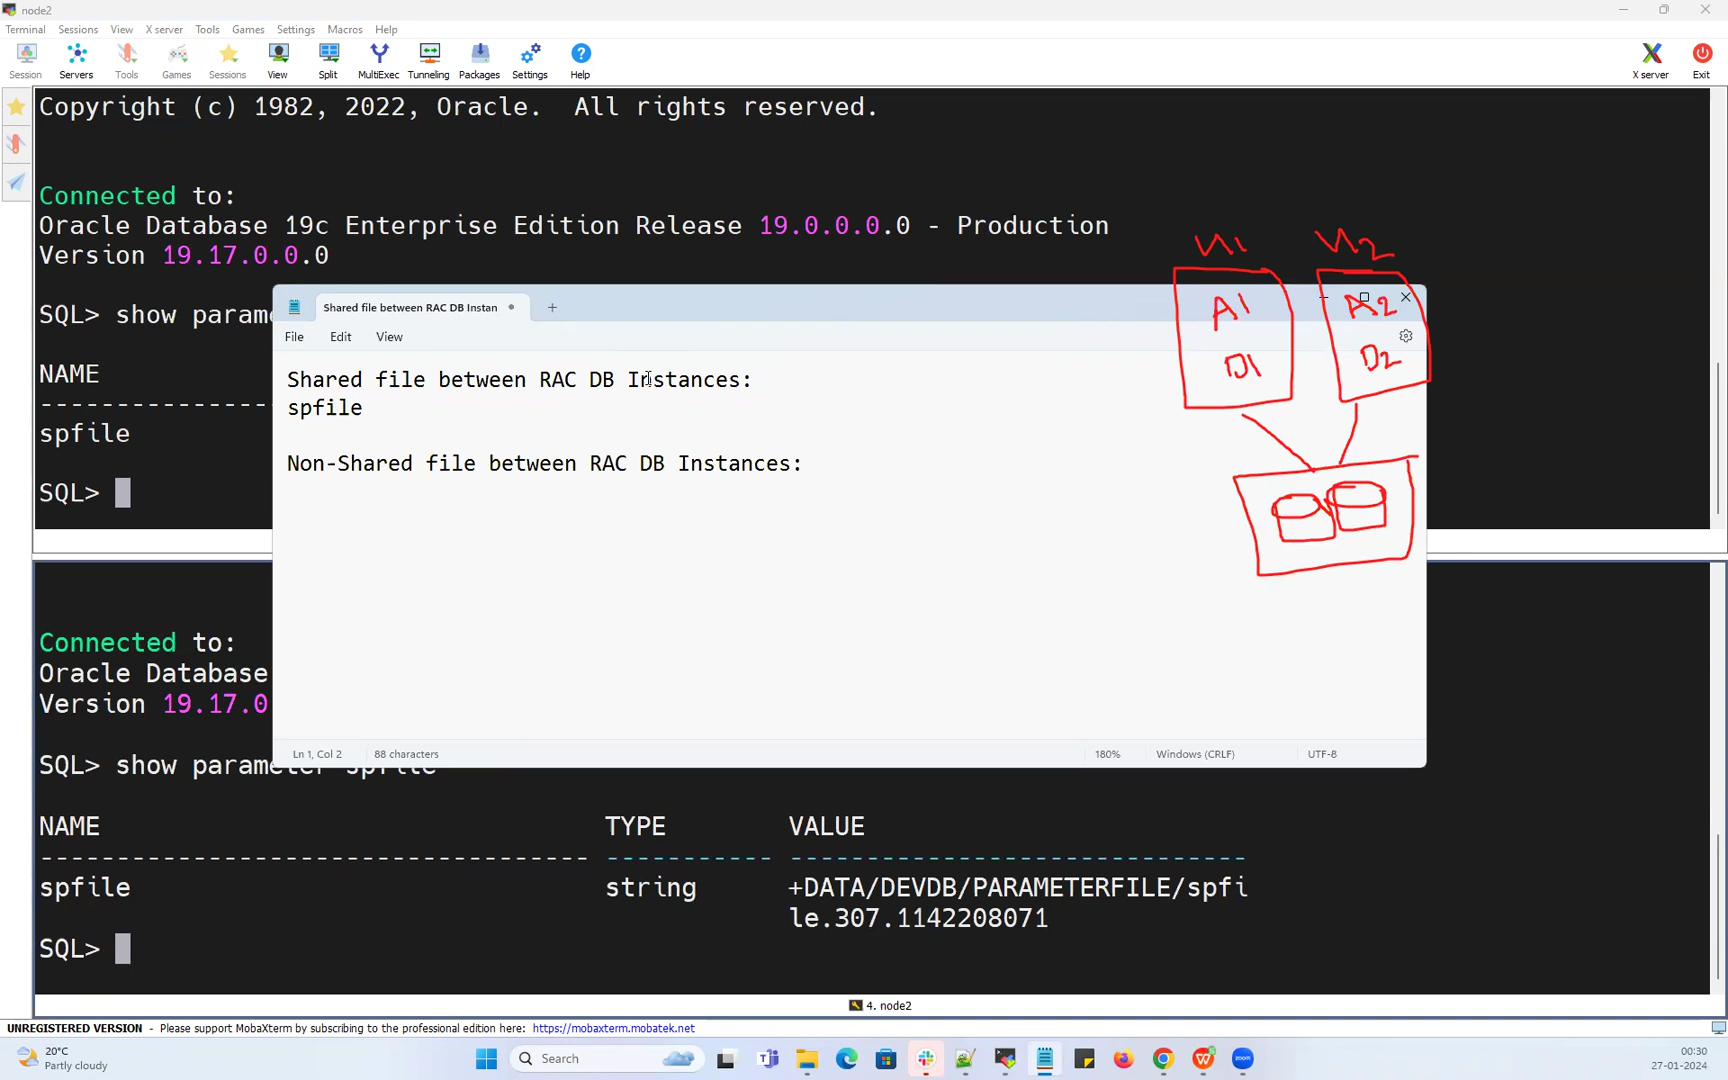 node2
Terminal Sessions View X server Tools Games Settings Macros Help
Session Servers Tools Games Sessions View Split MultiExec Tunneling Packages Settings Help X server Exit
Copyright (c) 1982, 2022, Oracle. All rights reserved.
Connected to:
Oracle Database 19c Enterprise Edition Release 19.0.0.0.0 - Production
Version 19.17.0.0.0
SQL> show parame
NAME
------------------
spfile
SQL>
Shared file between RAC DB Instan
File Edit View
Shared file between RAC DB Instances:
spfile
Non-Shared file between RAC DB Instances:
Ln 1, Col 2 88 characters 180% Windows (CRLF) UTF-8
N1 N2
A1 A2
D1 D2
Connected to:
Oracle Database
Version 19.17.0
SQL> show parameter spfile
NAME TYPE VALUE
------------------------------------ ----------- ------------------------------
spfile string +DATA/DEVDB/PARAMETERFILE/spfi
le.307.1142208071
SQL>
4. node2
UNREGISTERED VERSION - Please support MobaXterm by subscribing to the professional edition here: https://mobaxterm.mobatek.net
20°C
Partly cloudy
Search
00:30
27-01-2024